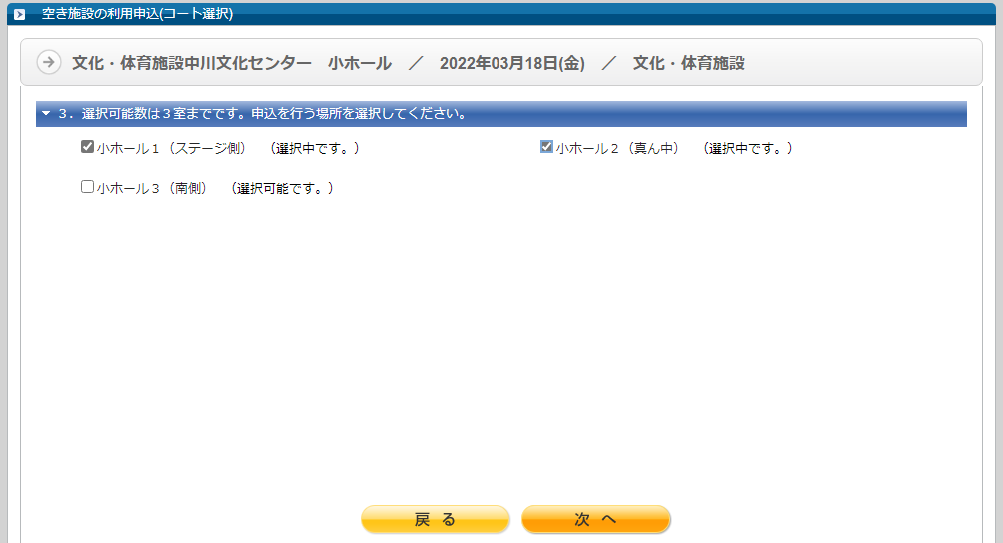 空き施設の利用申込(コート選択)
文化・体育施設中川文化センター　小ホール　／　2022年03月18日(金)　／　文化・体育施設
３．選択可能数は３室までです。申込を行う場所を選択してください。
小ホール１（ステージ側）　（選択中です。）　小ホール２（真ん中）　（選択中です。）
小ホール３（南側）　（選択可能です。）
戻 る　次 へ